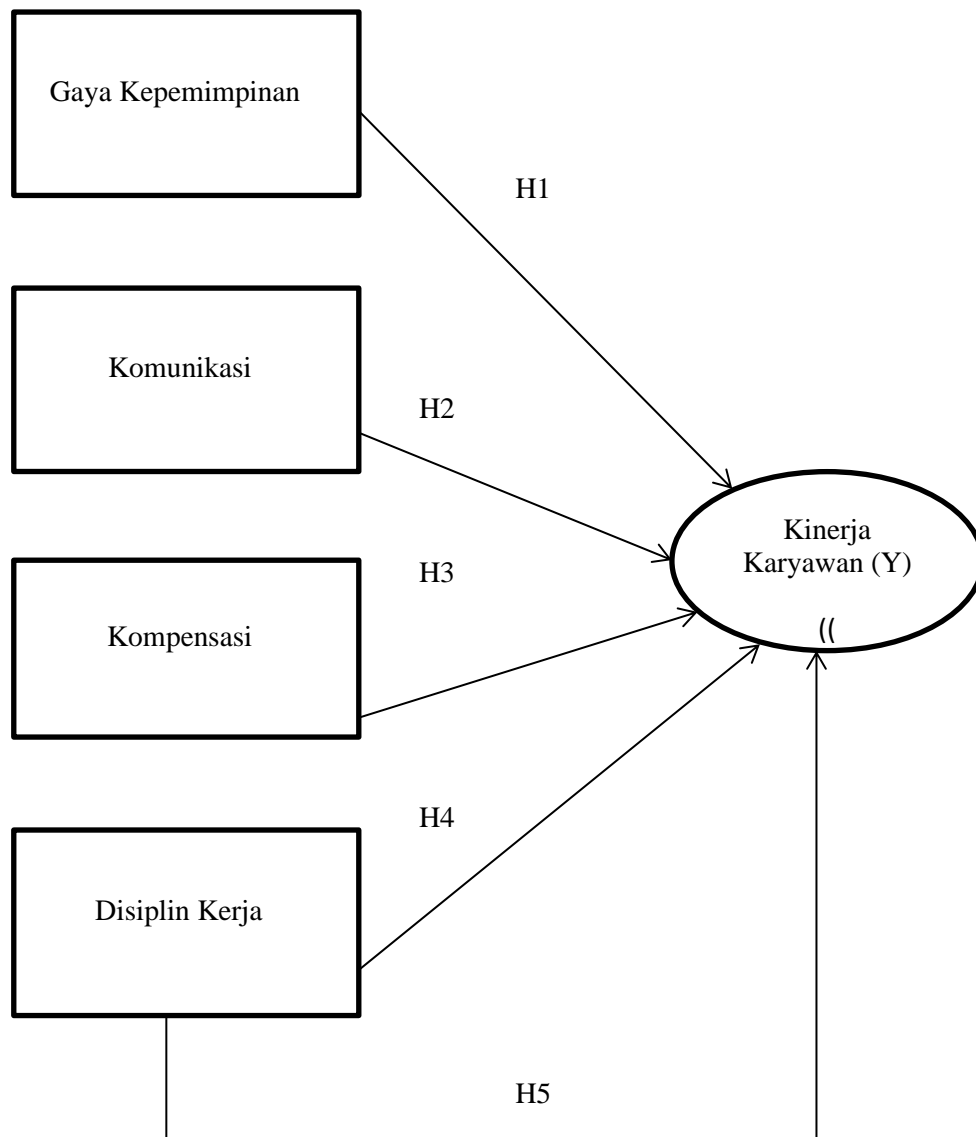 Gaya Kepemimpinan
H1
Komunikasi
H2
Kinerja
Karyawan (Y)
H3
Kompensasi
((
H4
Disiplin Kerja
H5